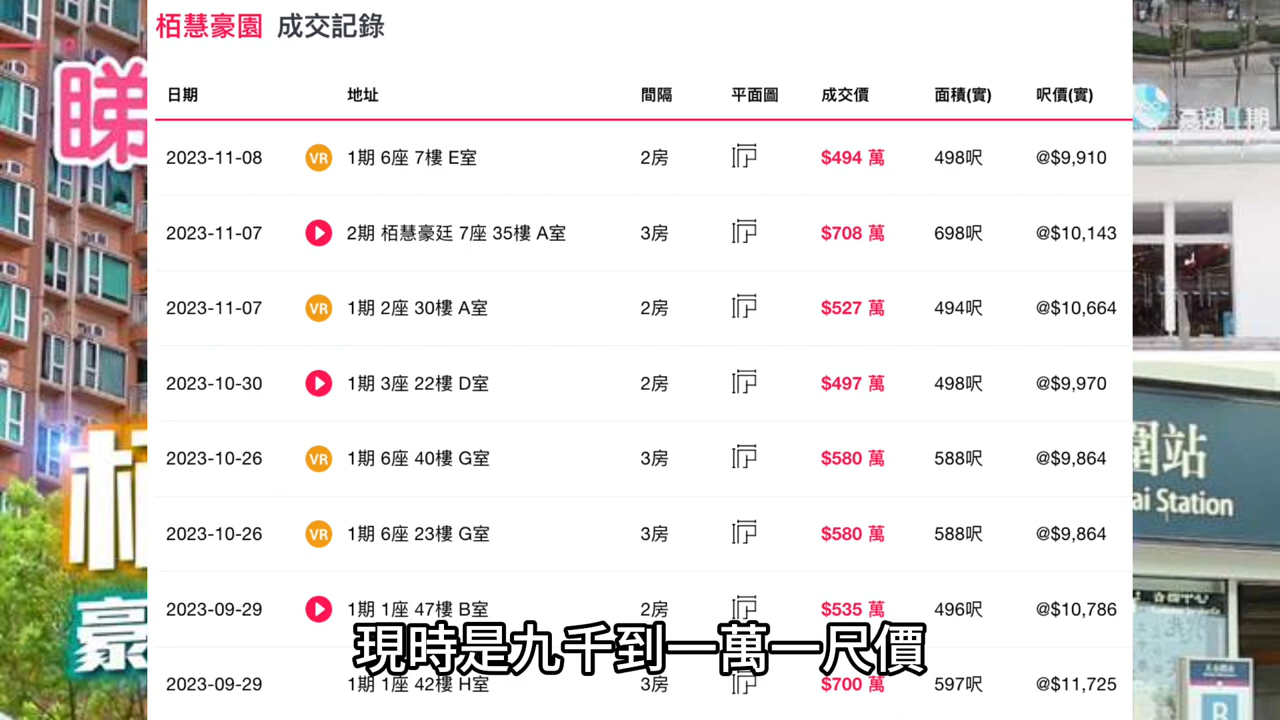 栢慧豪園 成交記錄
日期 地址 間隔 平面圖 成交價 面積(實) 呎價(實)
2023-11-08 VR 1期 6座 7樓 E室 2房 $494 萬 498呎 @$9,910
2023-11-07 2期 栢慧豪廷 7座 35樓 A室 3房 $708 萬 698呎 @$10,143
2023-11-07 VR 1期 2座 30樓 A室 2房 $527 萬 494呎 @$10,664
2023-10-30 1期 3座 22樓 D室 2房 $497 萬 498呎 @$9,970
2023-10-26 VR 1期 6座 40樓 G室 3房 $580 萬 588呎 @$9,864
2023-10-26 VR 1期 6座 23樓 G室 3房 $580 萬 588呎 @$9,864
2023-09-29 1期 1座 47樓 B室 2房 $535 萬 496呎 @$10,786
現時是九千到一萬一尺價
2023-09-29 1期 1座 42樓 H室 3房 $700 萬 597呎 @$11,725
睇
豪
圍站
ai Station
B